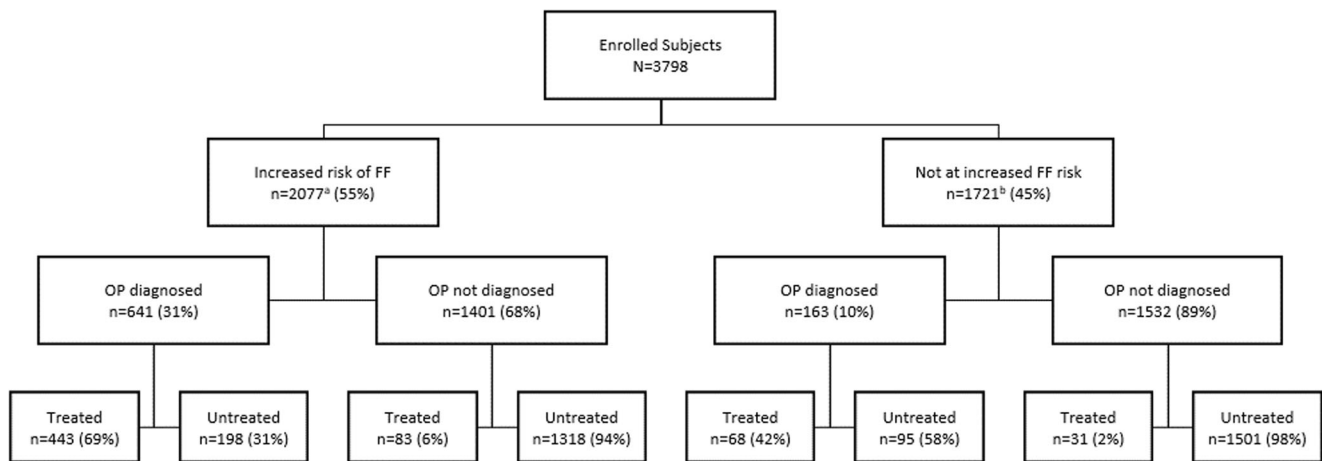 Enrolled Subjects
N=3798
Increased risk of FF
n=2077ᵃ (55%)
Not at increased FF risk
n=1721ᵇ (45%)
OP diagnosed
n=641 (31%)
OP not diagnosed
n=1401 (68%)
OP diagnosed
n=163 (10%)
OP not diagnosed
n=1532 (89%)
Treated
n=443 (69%)
Untreated
n=198 (31%)
Treated
n=83 (6%)
Untreated
n=1318 (94%)
Treated
n=68 (42%)
Untreated
n=95 (58%)
Treated
n=31 (2%)
Untreated
n=1501 (98%)